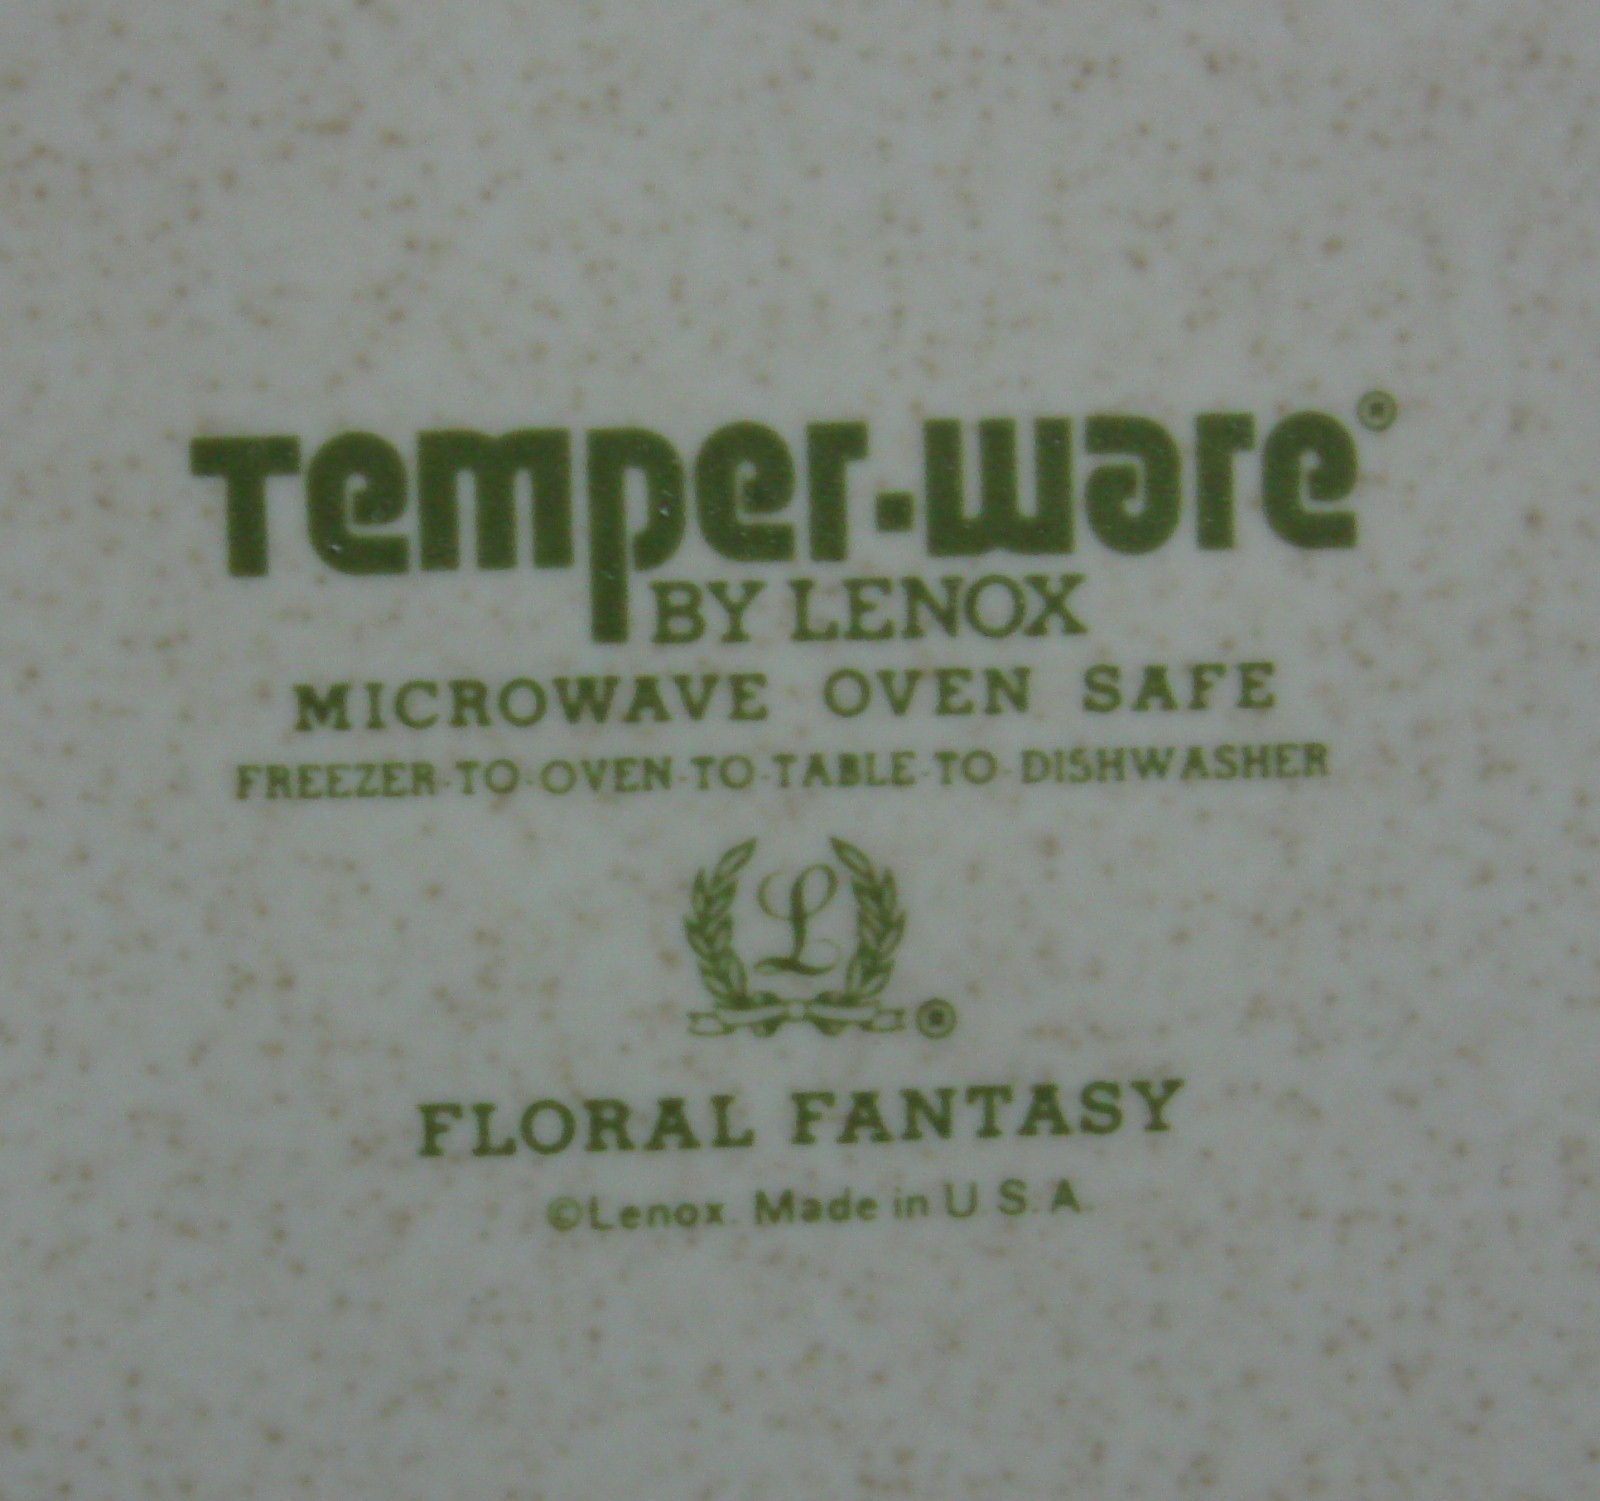 Temper-ware®
BY LENOX
MICROWAVE OVEN SAFE
FREEZER-TO-OVEN-TO-TABLE-TO-DISHWASHER
L
®
FLORAL FANTASY
©Lenox. Made in U.S.A.